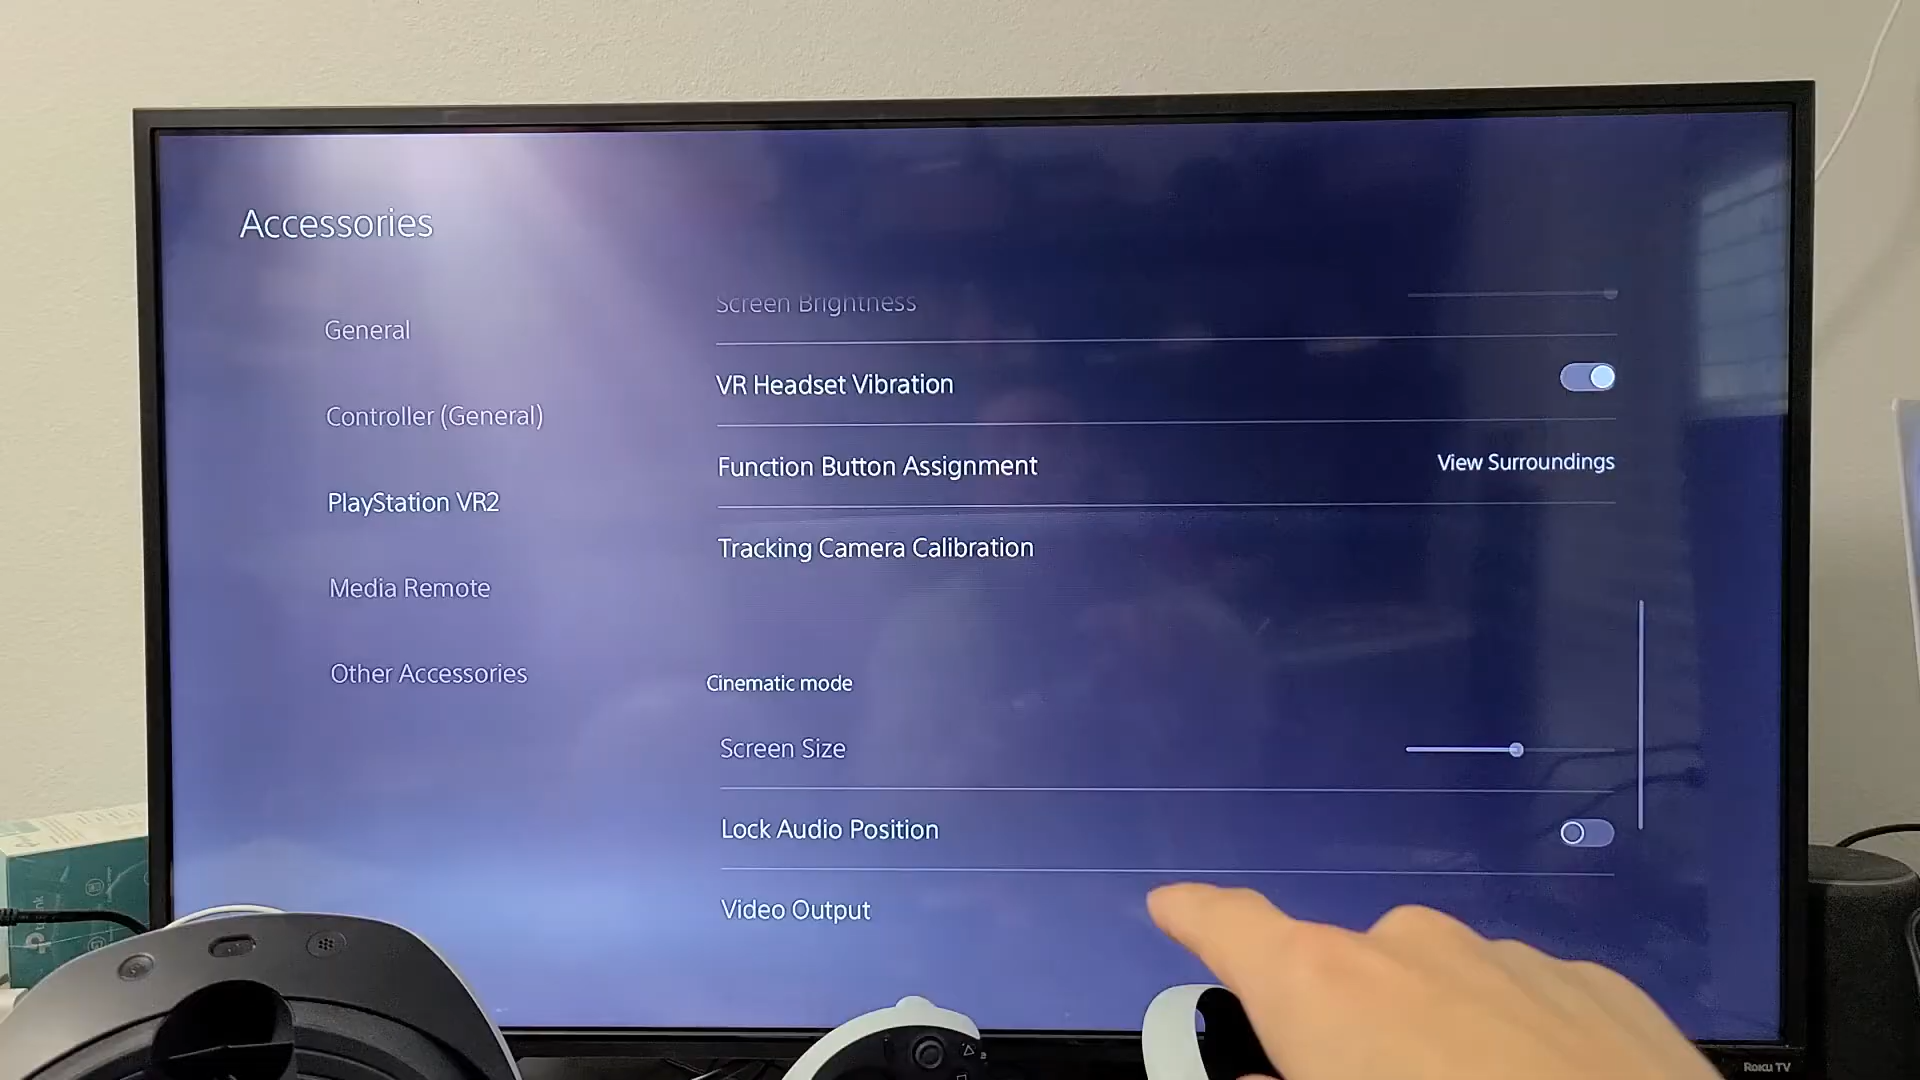 Accessories
General
Controller (General)
PlayStation VR2
Media Remote
Other Accessories
Screen Brightness
VR Headset Vibration
Function Button Assignment View Surroundings
Tracking Camera Calibration
Cinematic mode
Screen Size
Lock Audio Position
Video Output
Roku TV